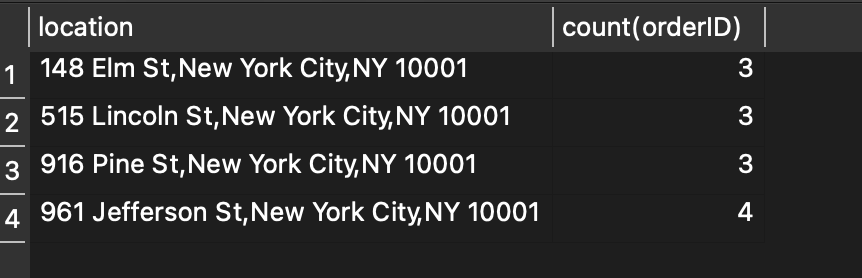 location count(orderID)
1 148 Elm St,New York City,NY 10001 3
2 515 Lincoln St,New York City,NY 10001 3
3 916 Pine St,New York City,NY 10001 3
4 961 Jefferson St,New York City,NY 10001 4